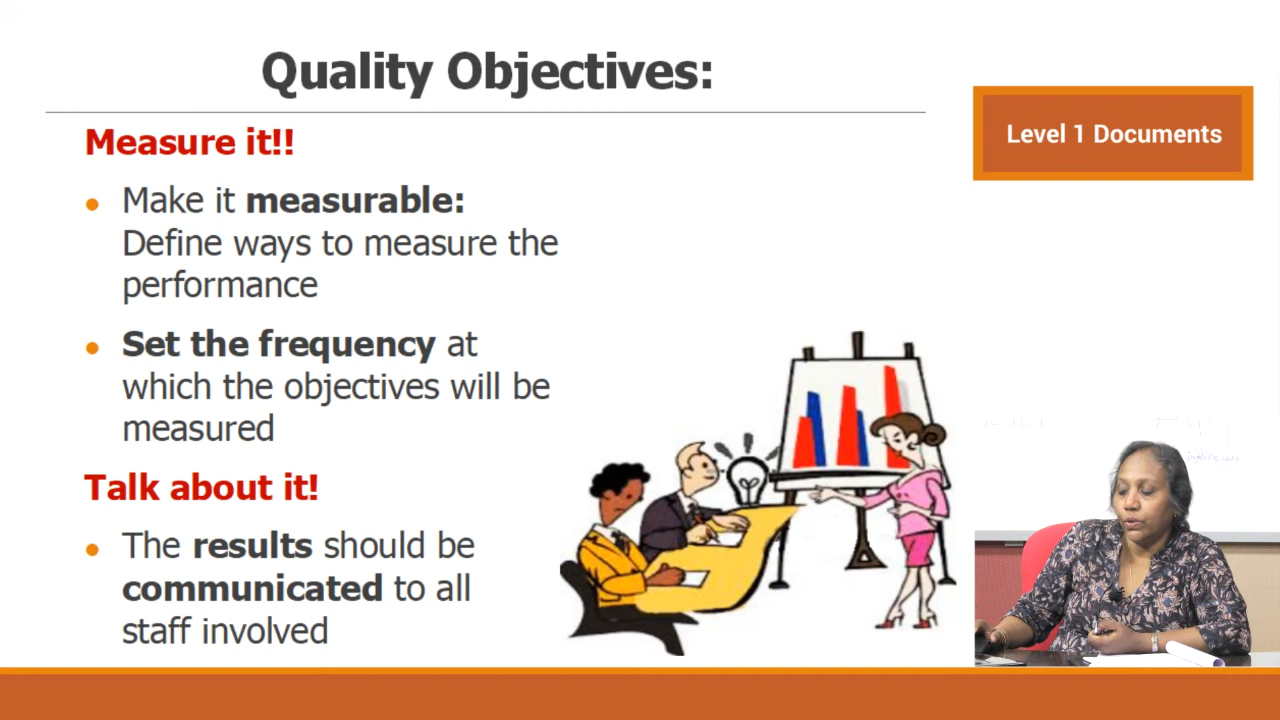 Quality Objectives:
Level 1 Documents
Measure it!!
Make it measurable:
Define ways to measure the
performance
Set the frequency at
which the objectives will be
measured
Talk about it!
The results should be
communicated to all
staff involved